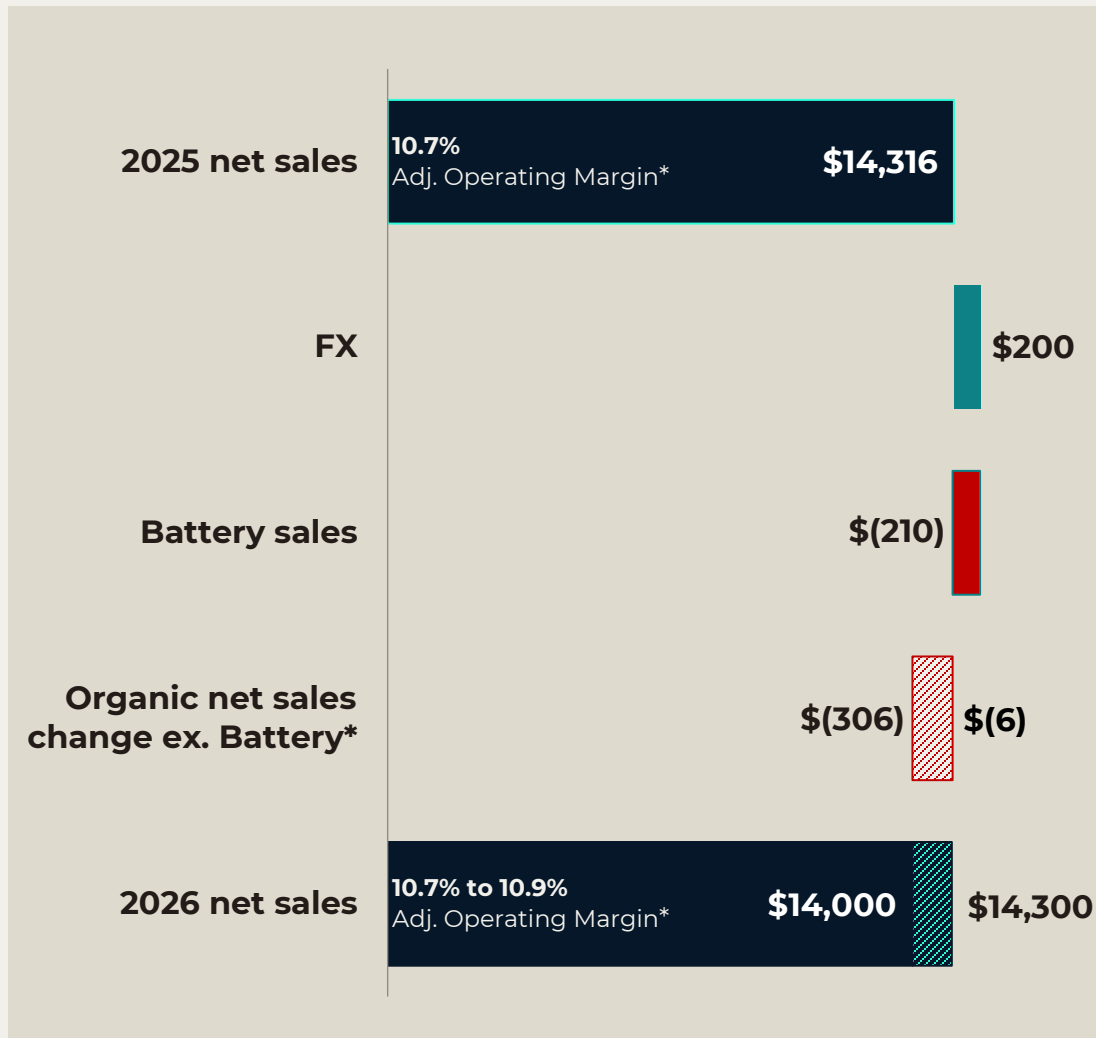 2025 net sales
10.7%
Adj. Operating Margin*
$14,316
FX
$200
Battery sales
$(210)
Organic net sales
change ex. Battery*
$(306)
$(6)
2026 net sales
10.7% to 10.9%
Adj. Operating Margin*
$14,000
$14,300